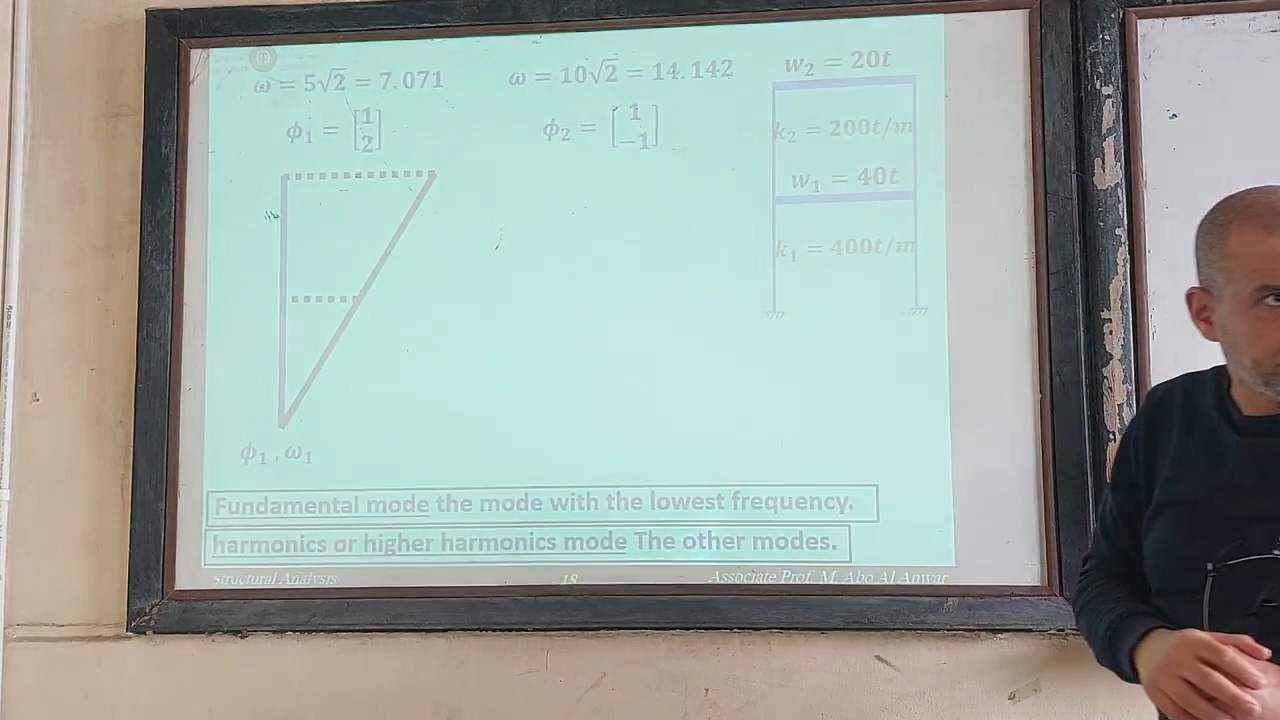 ω = 5√2 = 7.071
ϕ₁ = [1 2]
ω = 10√2 = 14.142
ϕ₂ = [1 −1]
w₂ = 20t
k₂ = 200t/m
w₁ = 40t
k₁ = 400t/m
ϕ₁ , ω₁
Fundamental mode the mode with the lowest frequency.
harmonics or higher harmonics mode The other modes.
Structural Analysis 18 Associate Prof. M. Abo Al Anwar